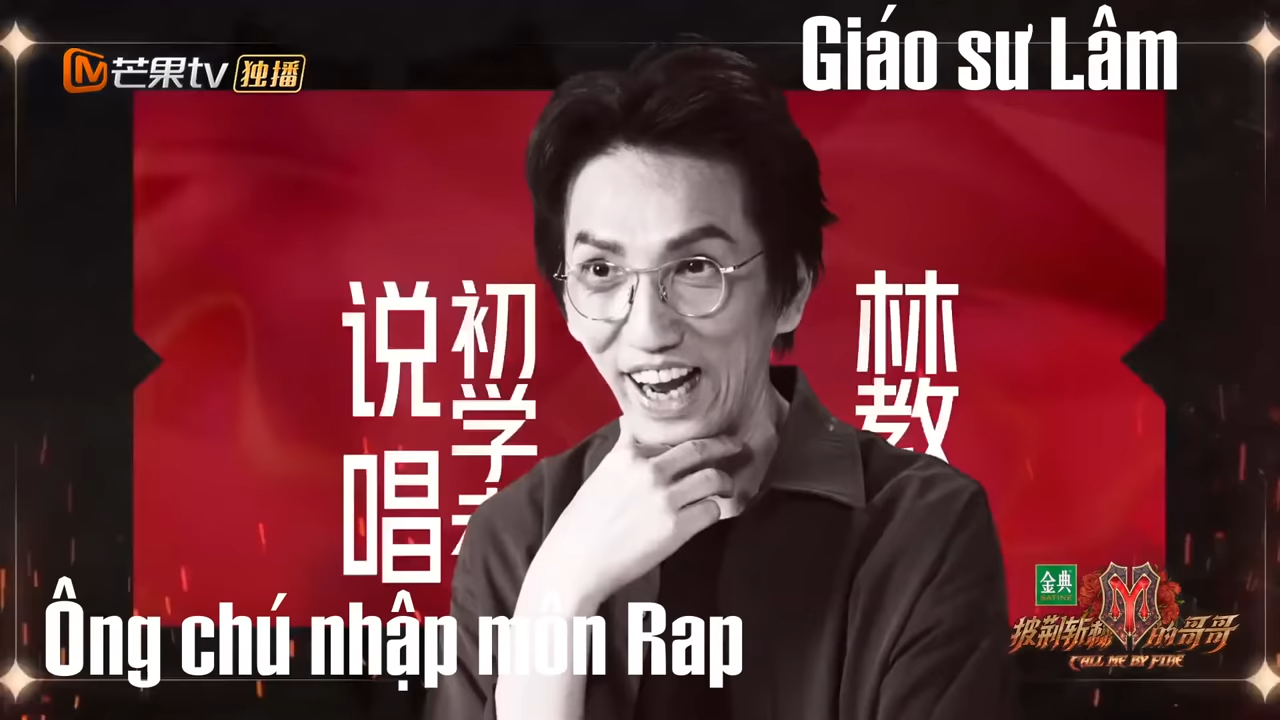 芒果tv 独播
Giáo sư Lâm
说唱
初学
林教
Ông chú nhập môn Rap
金典
SATINE
披荆斩棘的哥哥
CALL ME BY FIRE